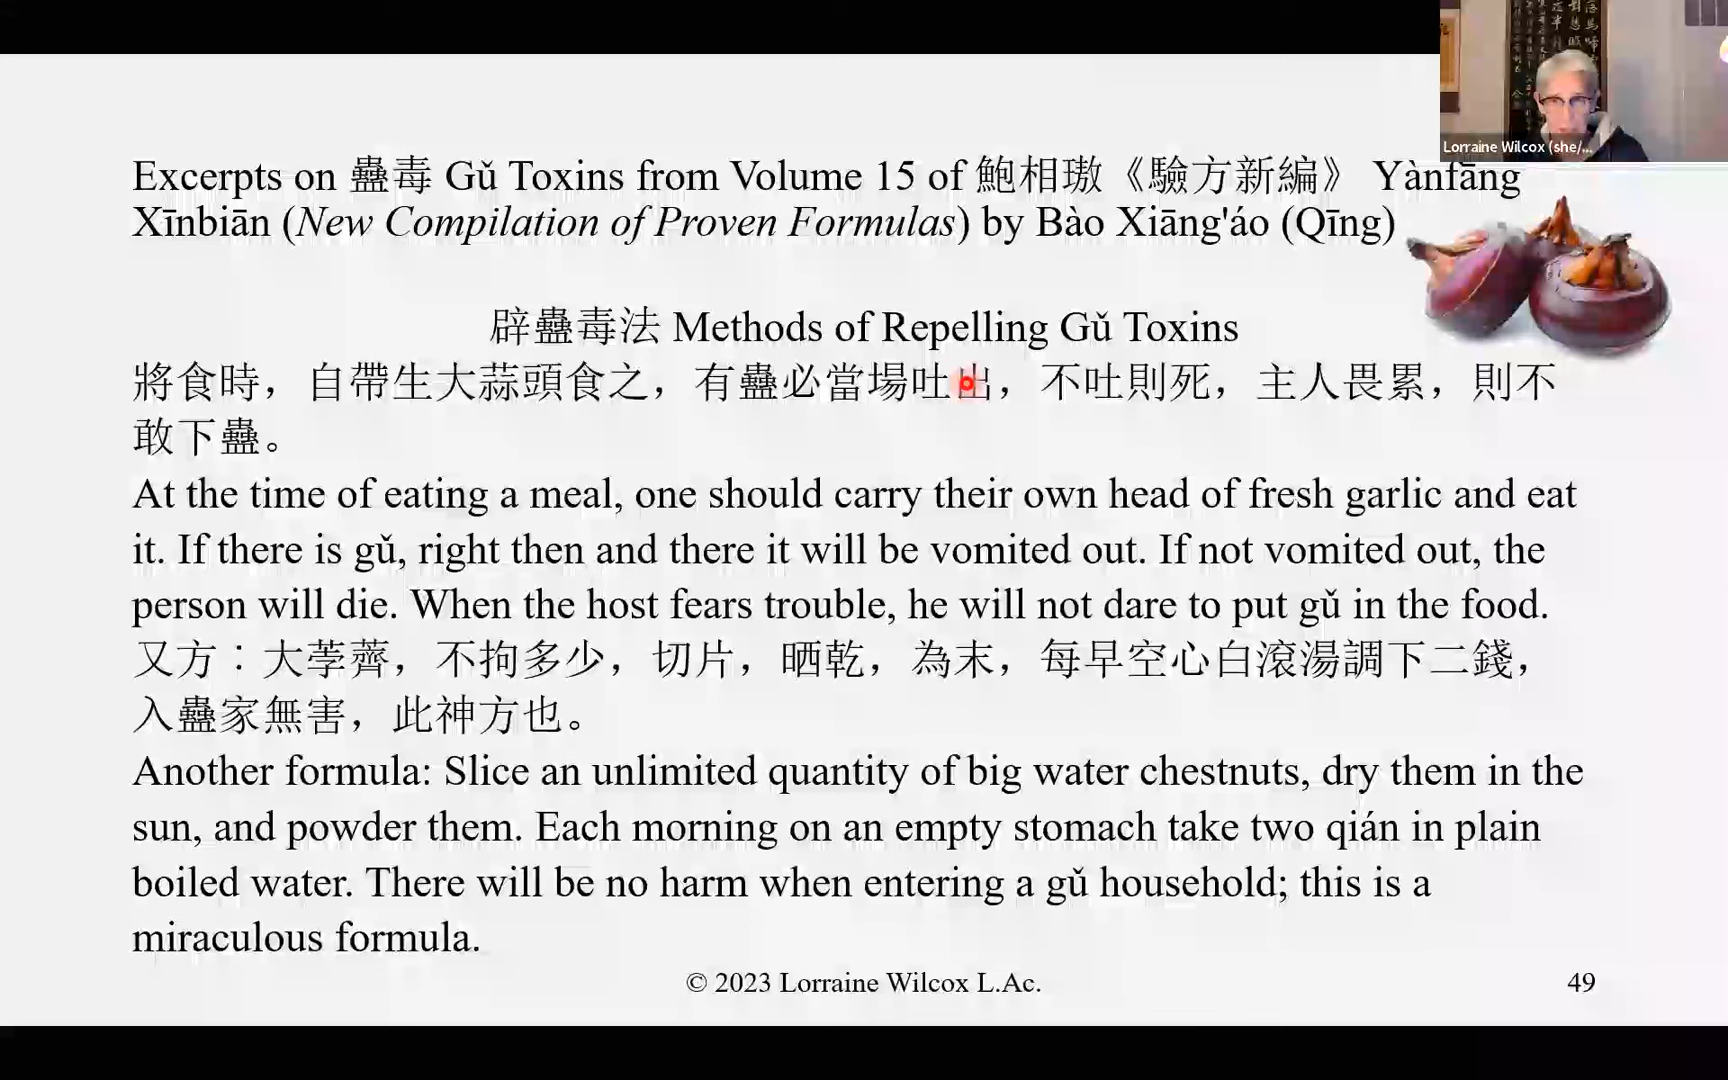 Lorraine Wilcox (she/...
Excerpts on 蠱毒 Gǔ Toxins from Volume 15 of 鮑相璈《驗方新編》 Yànfāng
Xīnbiān (New Compilation of Proven Formulas) by Bào Xiāng'áo (Qīng)
辟蠱毒法 Methods of Repelling Gǔ Toxins
將食時，自帶生大蒜頭食之，有蠱必當場吐出，不吐則死，主人畏累，則不
敢下蠱。
At the time of eating a meal, one should carry their own head of fresh garlic and eat
it. If there is gǔ, right then and there it will be vomited out. If not vomited out, the
person will die. When the host fears trouble, he will not dare to put gǔ in the food.
又方：大荸薺，不拘多少，切片，晒乾，為末，每早空心白滾湯調下二錢，
入蠱家無害，此神方也。
Another formula: Slice an unlimited quantity of big water chestnuts, dry them in the
sun, and powder them. Each morning on an empty stomach take two qián in plain
boiled water. There will be no harm when entering a gǔ household; this is a
miraculous formula.
© 2023 Lorraine Wilcox L.Ac.
49